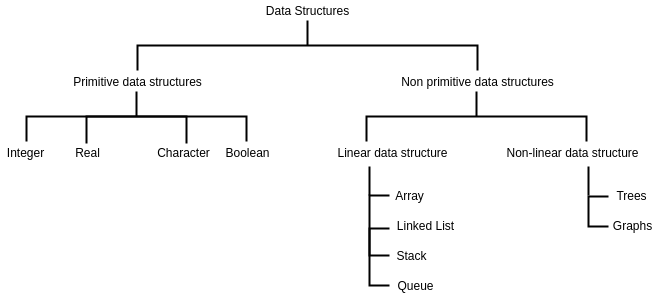 Data Structures
Primitive data structures
Non primitive data structures
Integer
Real
Character
Boolean
Linear data structure
Non-linear data structure
Array
Trees
Linked List
Graphs
Stack
Queue